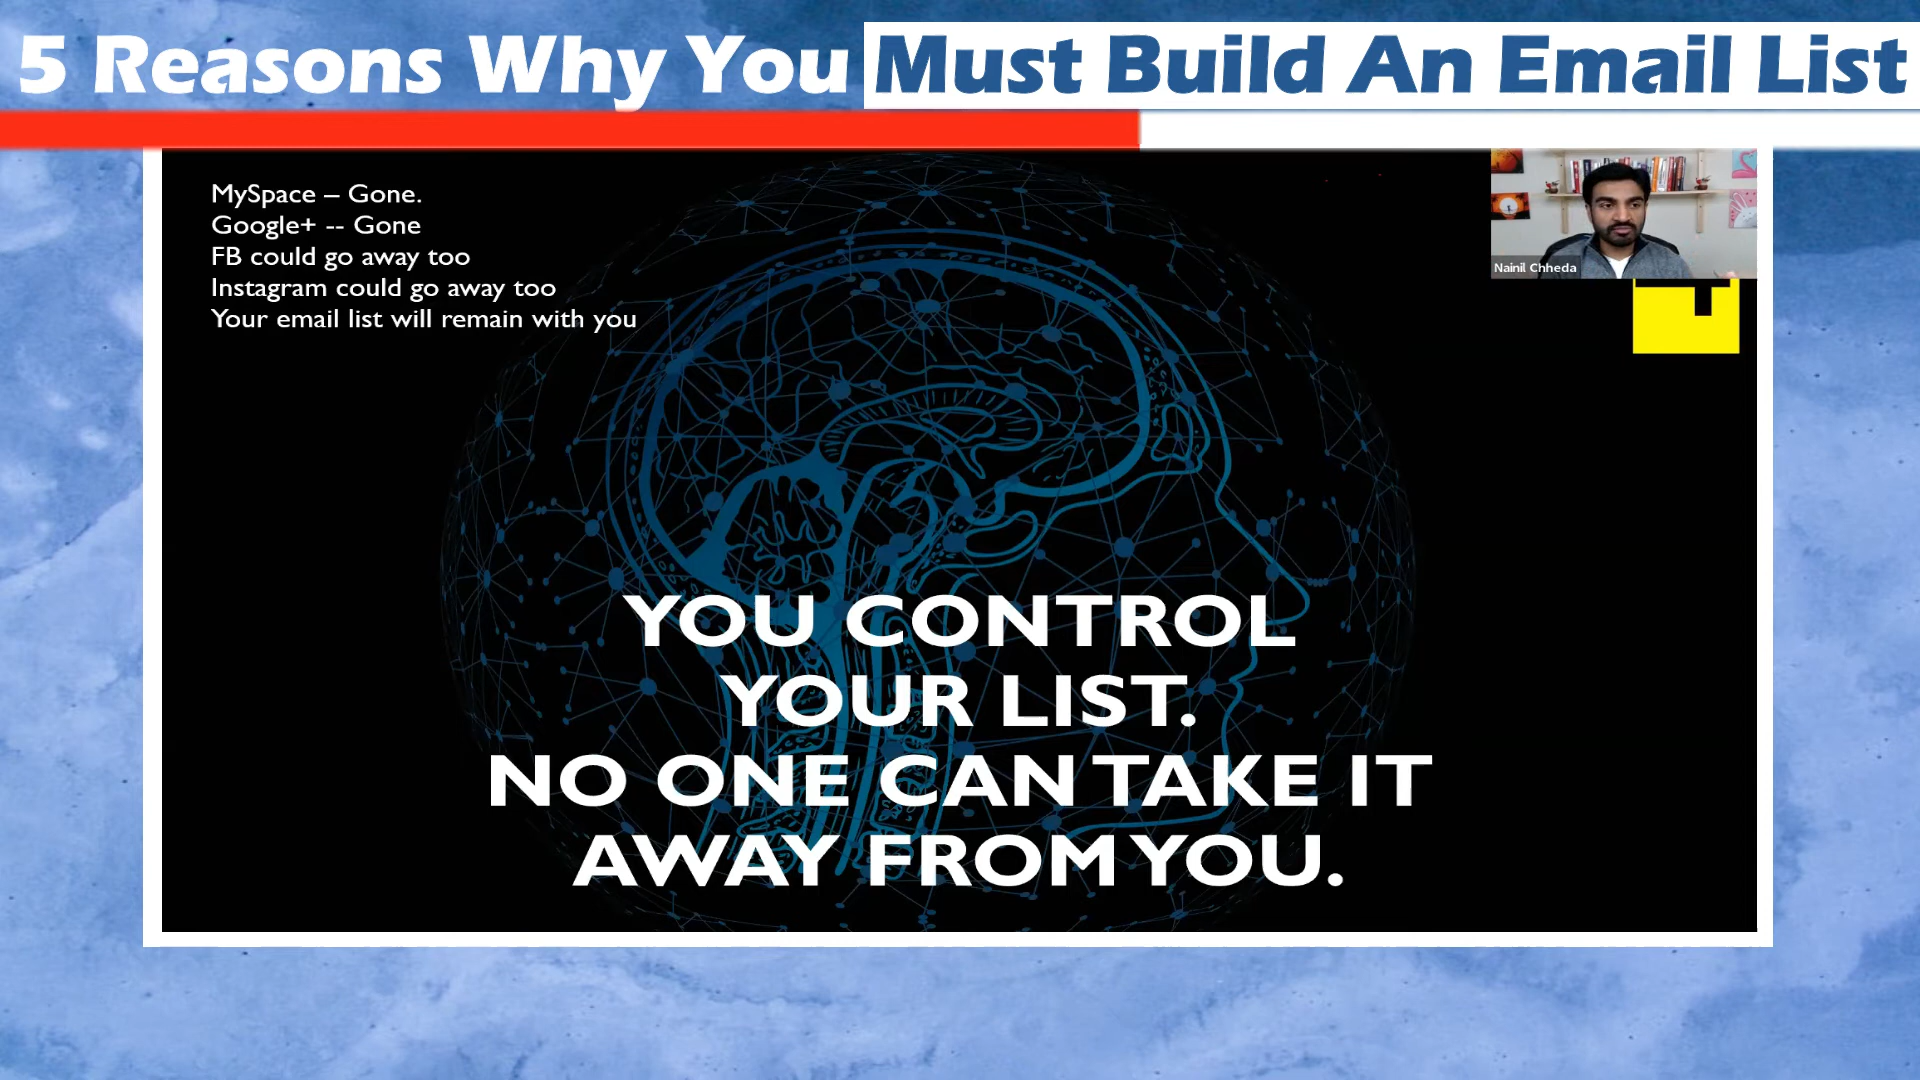 5 Reasons Why You Must Build An Email List
MySpace – Gone.
Google+ -- Gone
FB could go away too
Instagram could go away too
Your email list will remain with you
Nainil Chheda
YOU CONTROL
YOUR LIST.
NO ONE CAN TAKE IT
AWAY FROM YOU.